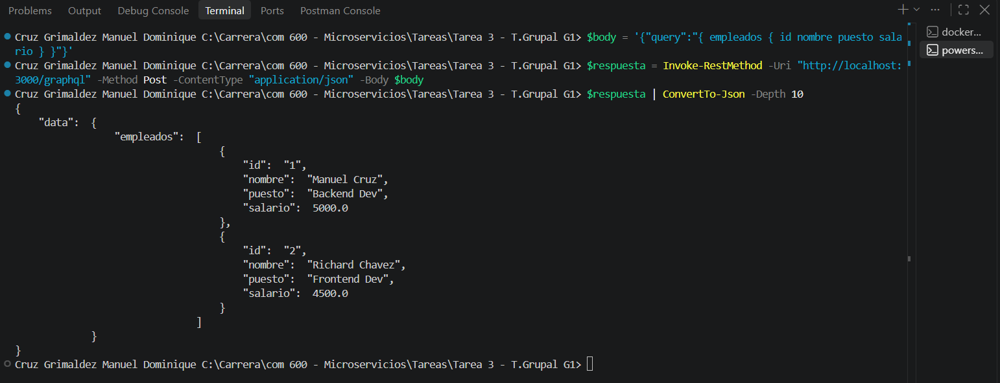 Problems Output Debug Console Terminal Ports Postman Console
docker...
powers...
Cruz Grimaldez Manuel Dominique C:\Carrera\com 600 - Microservicios\Tareas\Tarea 3 - T.Grupal G1> $body = '{"query":"{ empleados { id nombre puesto sala
rio } }"}'
Cruz Grimaldez Manuel Dominique C:\Carrera\com 600 - Microservicios\Tareas\Tarea 3 - T.Grupal G1> $respuesta = Invoke-RestMethod -Uri "http://localhost:
3000/graphql" -Method Post -ContentType "application/json" -Body $body
Cruz Grimaldez Manuel Dominique C:\Carrera\com 600 - Microservicios\Tareas\Tarea 3 - T.Grupal G1> $respuesta | ConvertTo-Json -Depth 10
{
    "data":  {
                 "empleados":  [
                                   {
                                       "id":  "1",
                                       "nombre":  "Manuel Cruz",
                                       "puesto":  "Backend Dev",
                                       "salario":  5000.0
                                   },
                                   {
                                       "id":  "2",
                                       "nombre":  "Richard Chavez",
                                       "puesto":  "Frontend Dev",
                                       "salario":  4500.0
                                   }
                               ]
             }
}
Cruz Grimaldez Manuel Dominique C:\Carrera\com 600 - Microservicios\Tareas\Tarea 3 - T.Grupal G1>